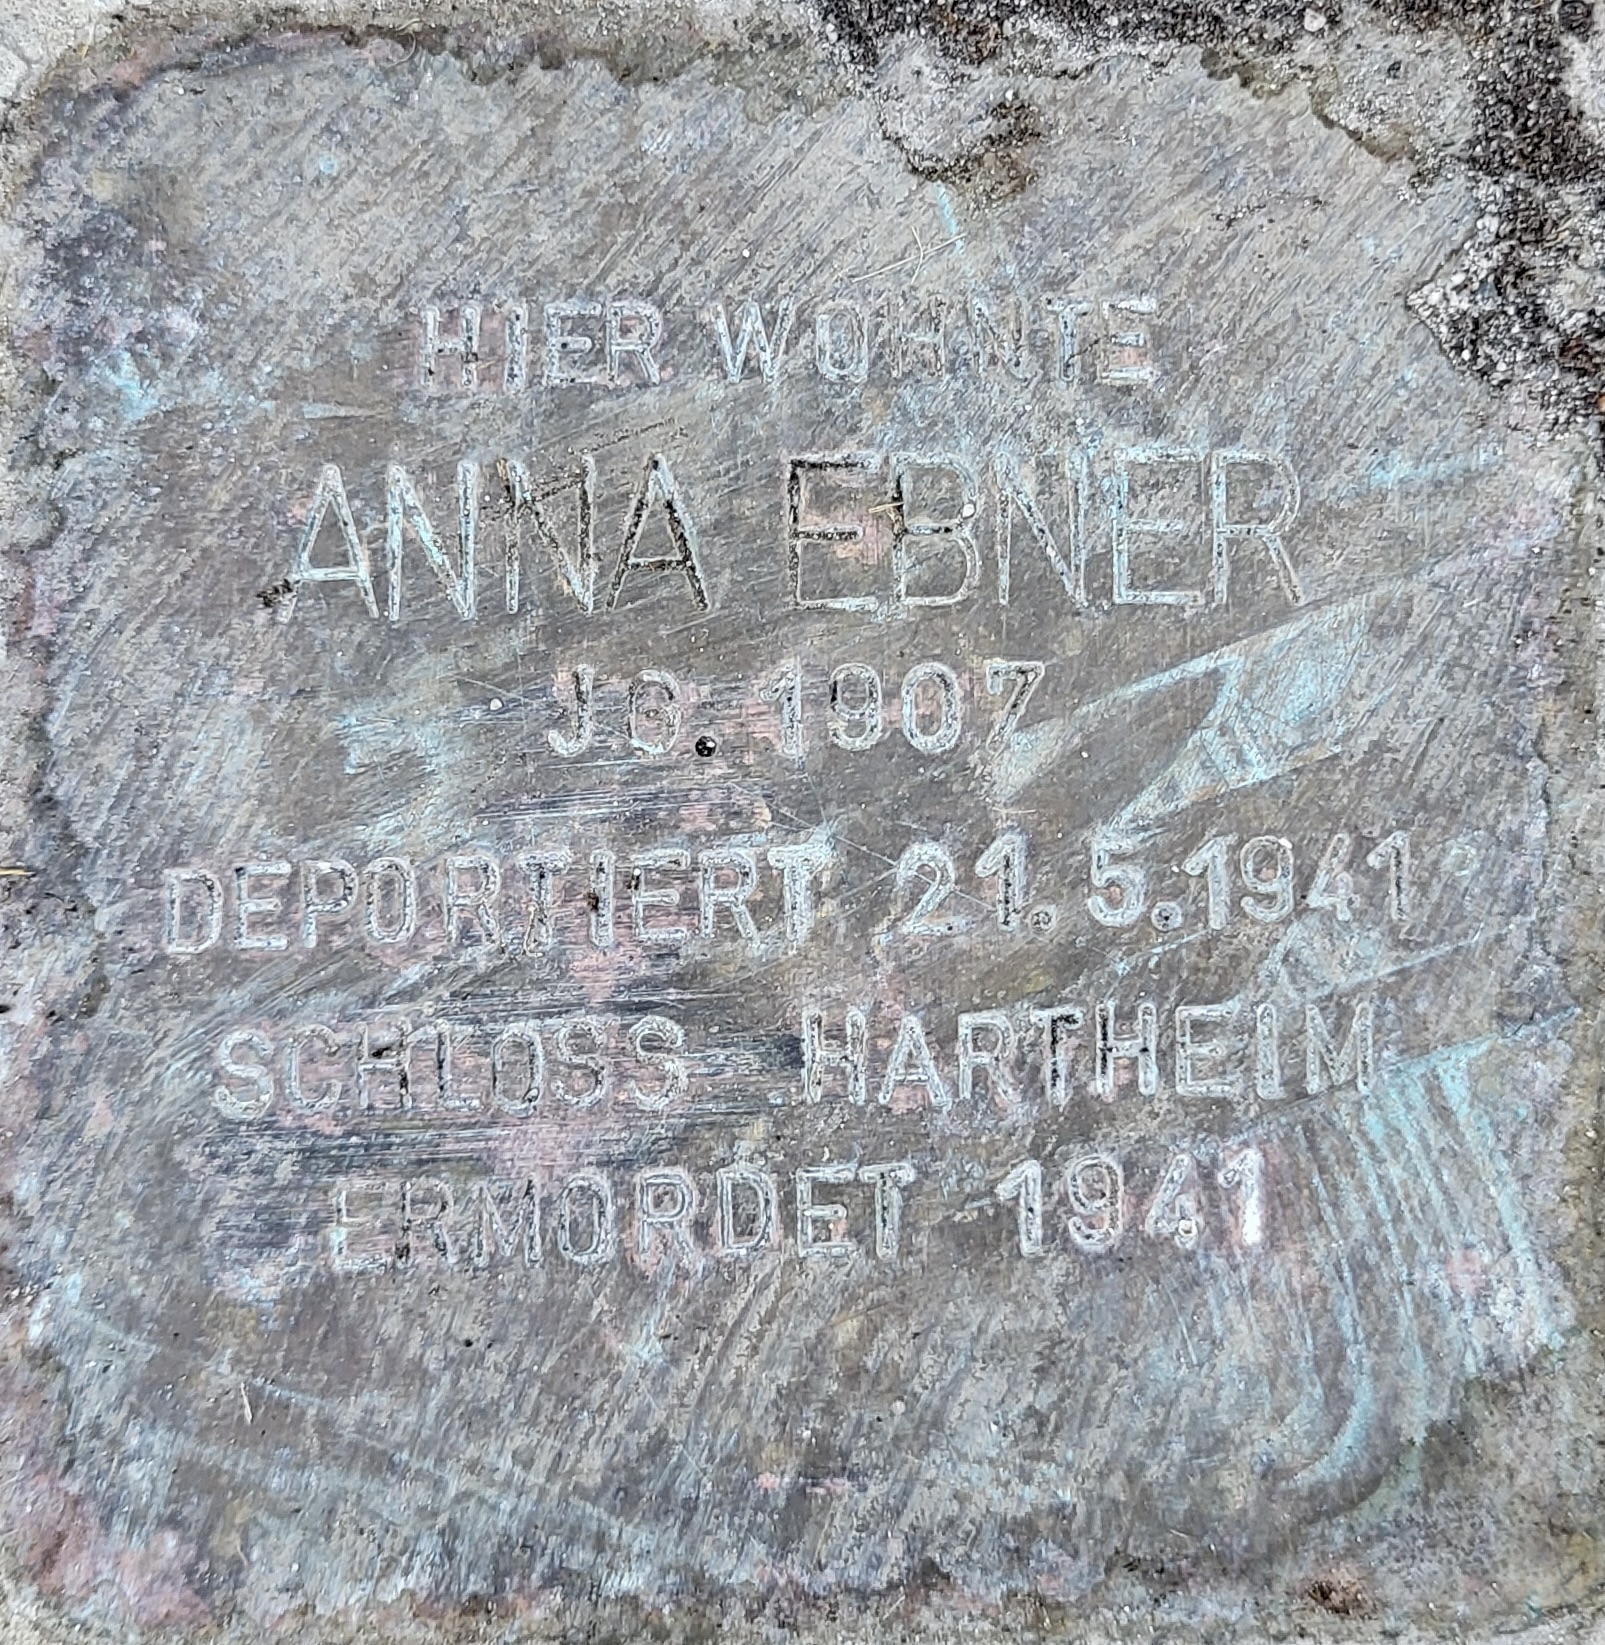 HIER WOHNTE
ANNA EBNER
JG. 1907
DEPORTIERT 21.5.1941
SCHLOSS HARTHEIM
ERMORDET 1941